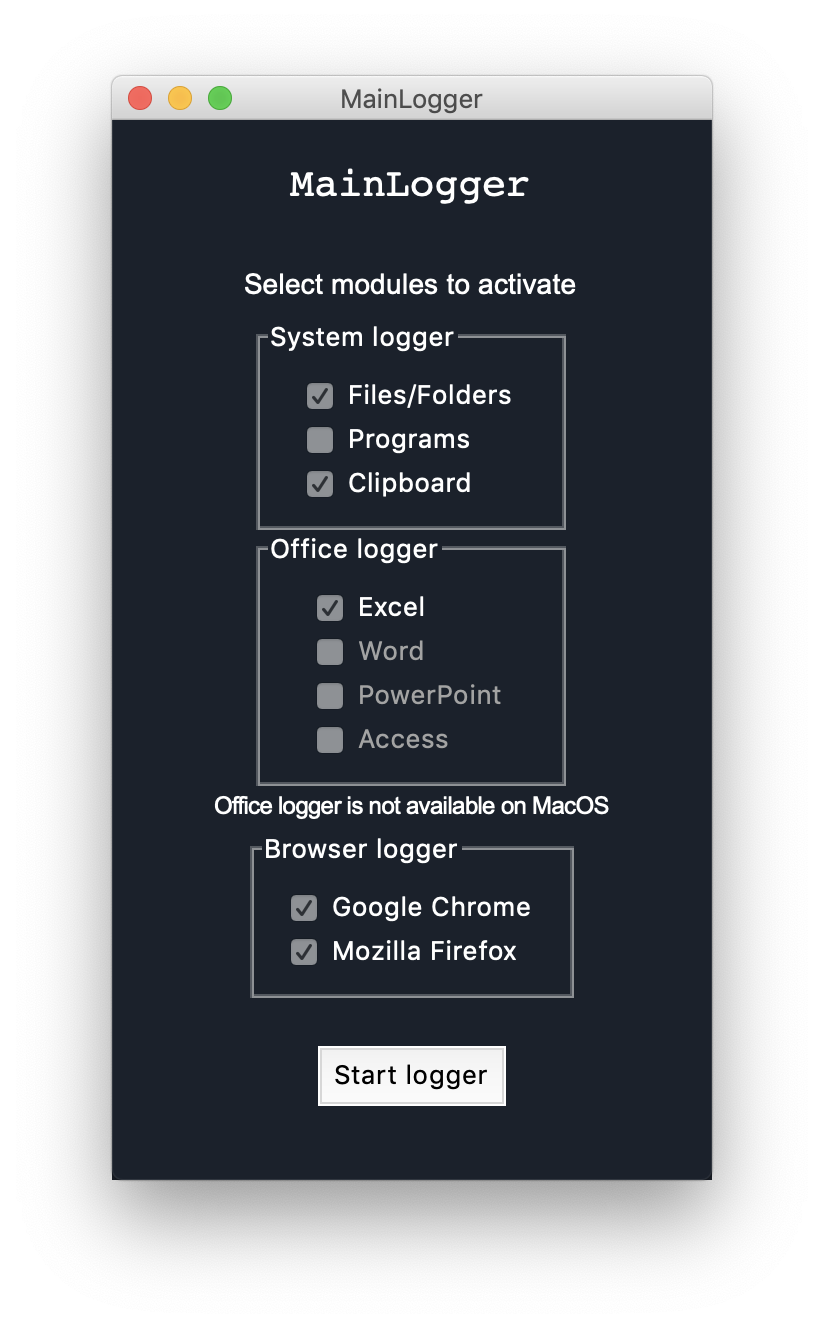 MainLogger
MainLogger
Select modules to activate
System logger
Files/Folders
Programs
Clipboard
Office logger
Excel
Word
PowerPoint
Access
Office logger is not available on MacOS
Browser logger
Google Chrome
Mozilla Firefox
Start logger